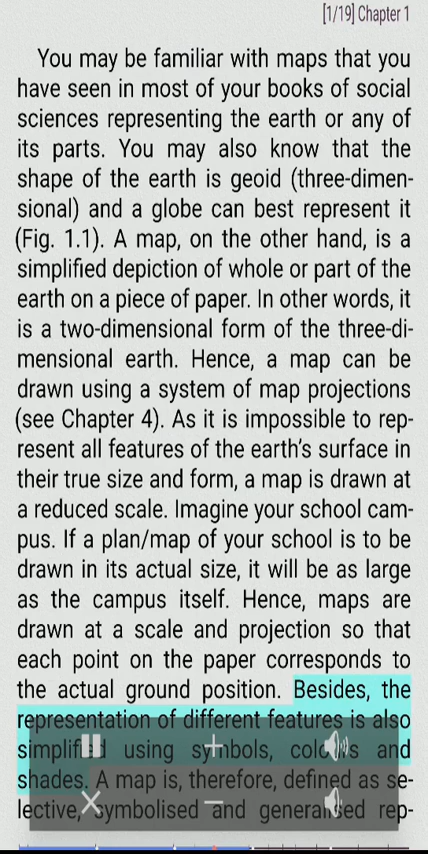 [1/19] Chapter 1
You may be familiar with maps that you
have seen in most of your books of social
sciences representing the earth or any of
its parts. You may also know that the
shape of the earth is geoid (three-dimen-
sional) and a globe can best represent it
(Fig. 1.1). A map, on the other hand, is a
simplified depiction of whole or part of the
earth on a piece of paper. In other words, it
is a two-dimensional form of the three-di-
mensional earth. Hence, a map can be
drawn using a system of map projections
(see Chapter 4). As it is impossible to rep-
resent all features of the earth's surface in
their true size and form, a map is drawn at
a reduced scale. Imagine your school cam-
pus. If a plan/map of your school is to be
drawn in its actual size, it will be as large
as the campus itself. Hence, maps are
drawn at a scale and projection so that
each point on the paper corresponds to
the actual ground position. Besides, the
representation of different features is also
simplified using symbols, colours and
shades. A map is, therefore, defined as se-
lective, symbolised and generalised rep-